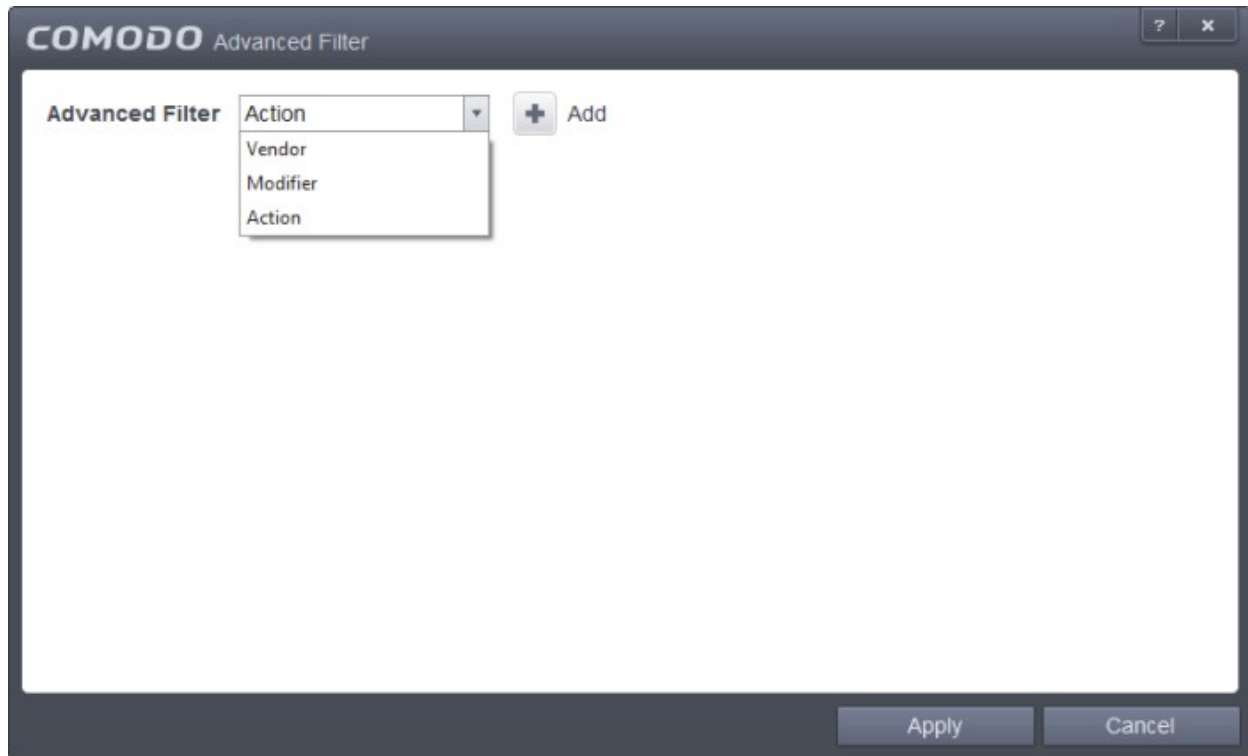 COMODO Advanced Filter
? x
Advanced Filter Action + Add
Vendor
Modifier
Action
Apply Cancel